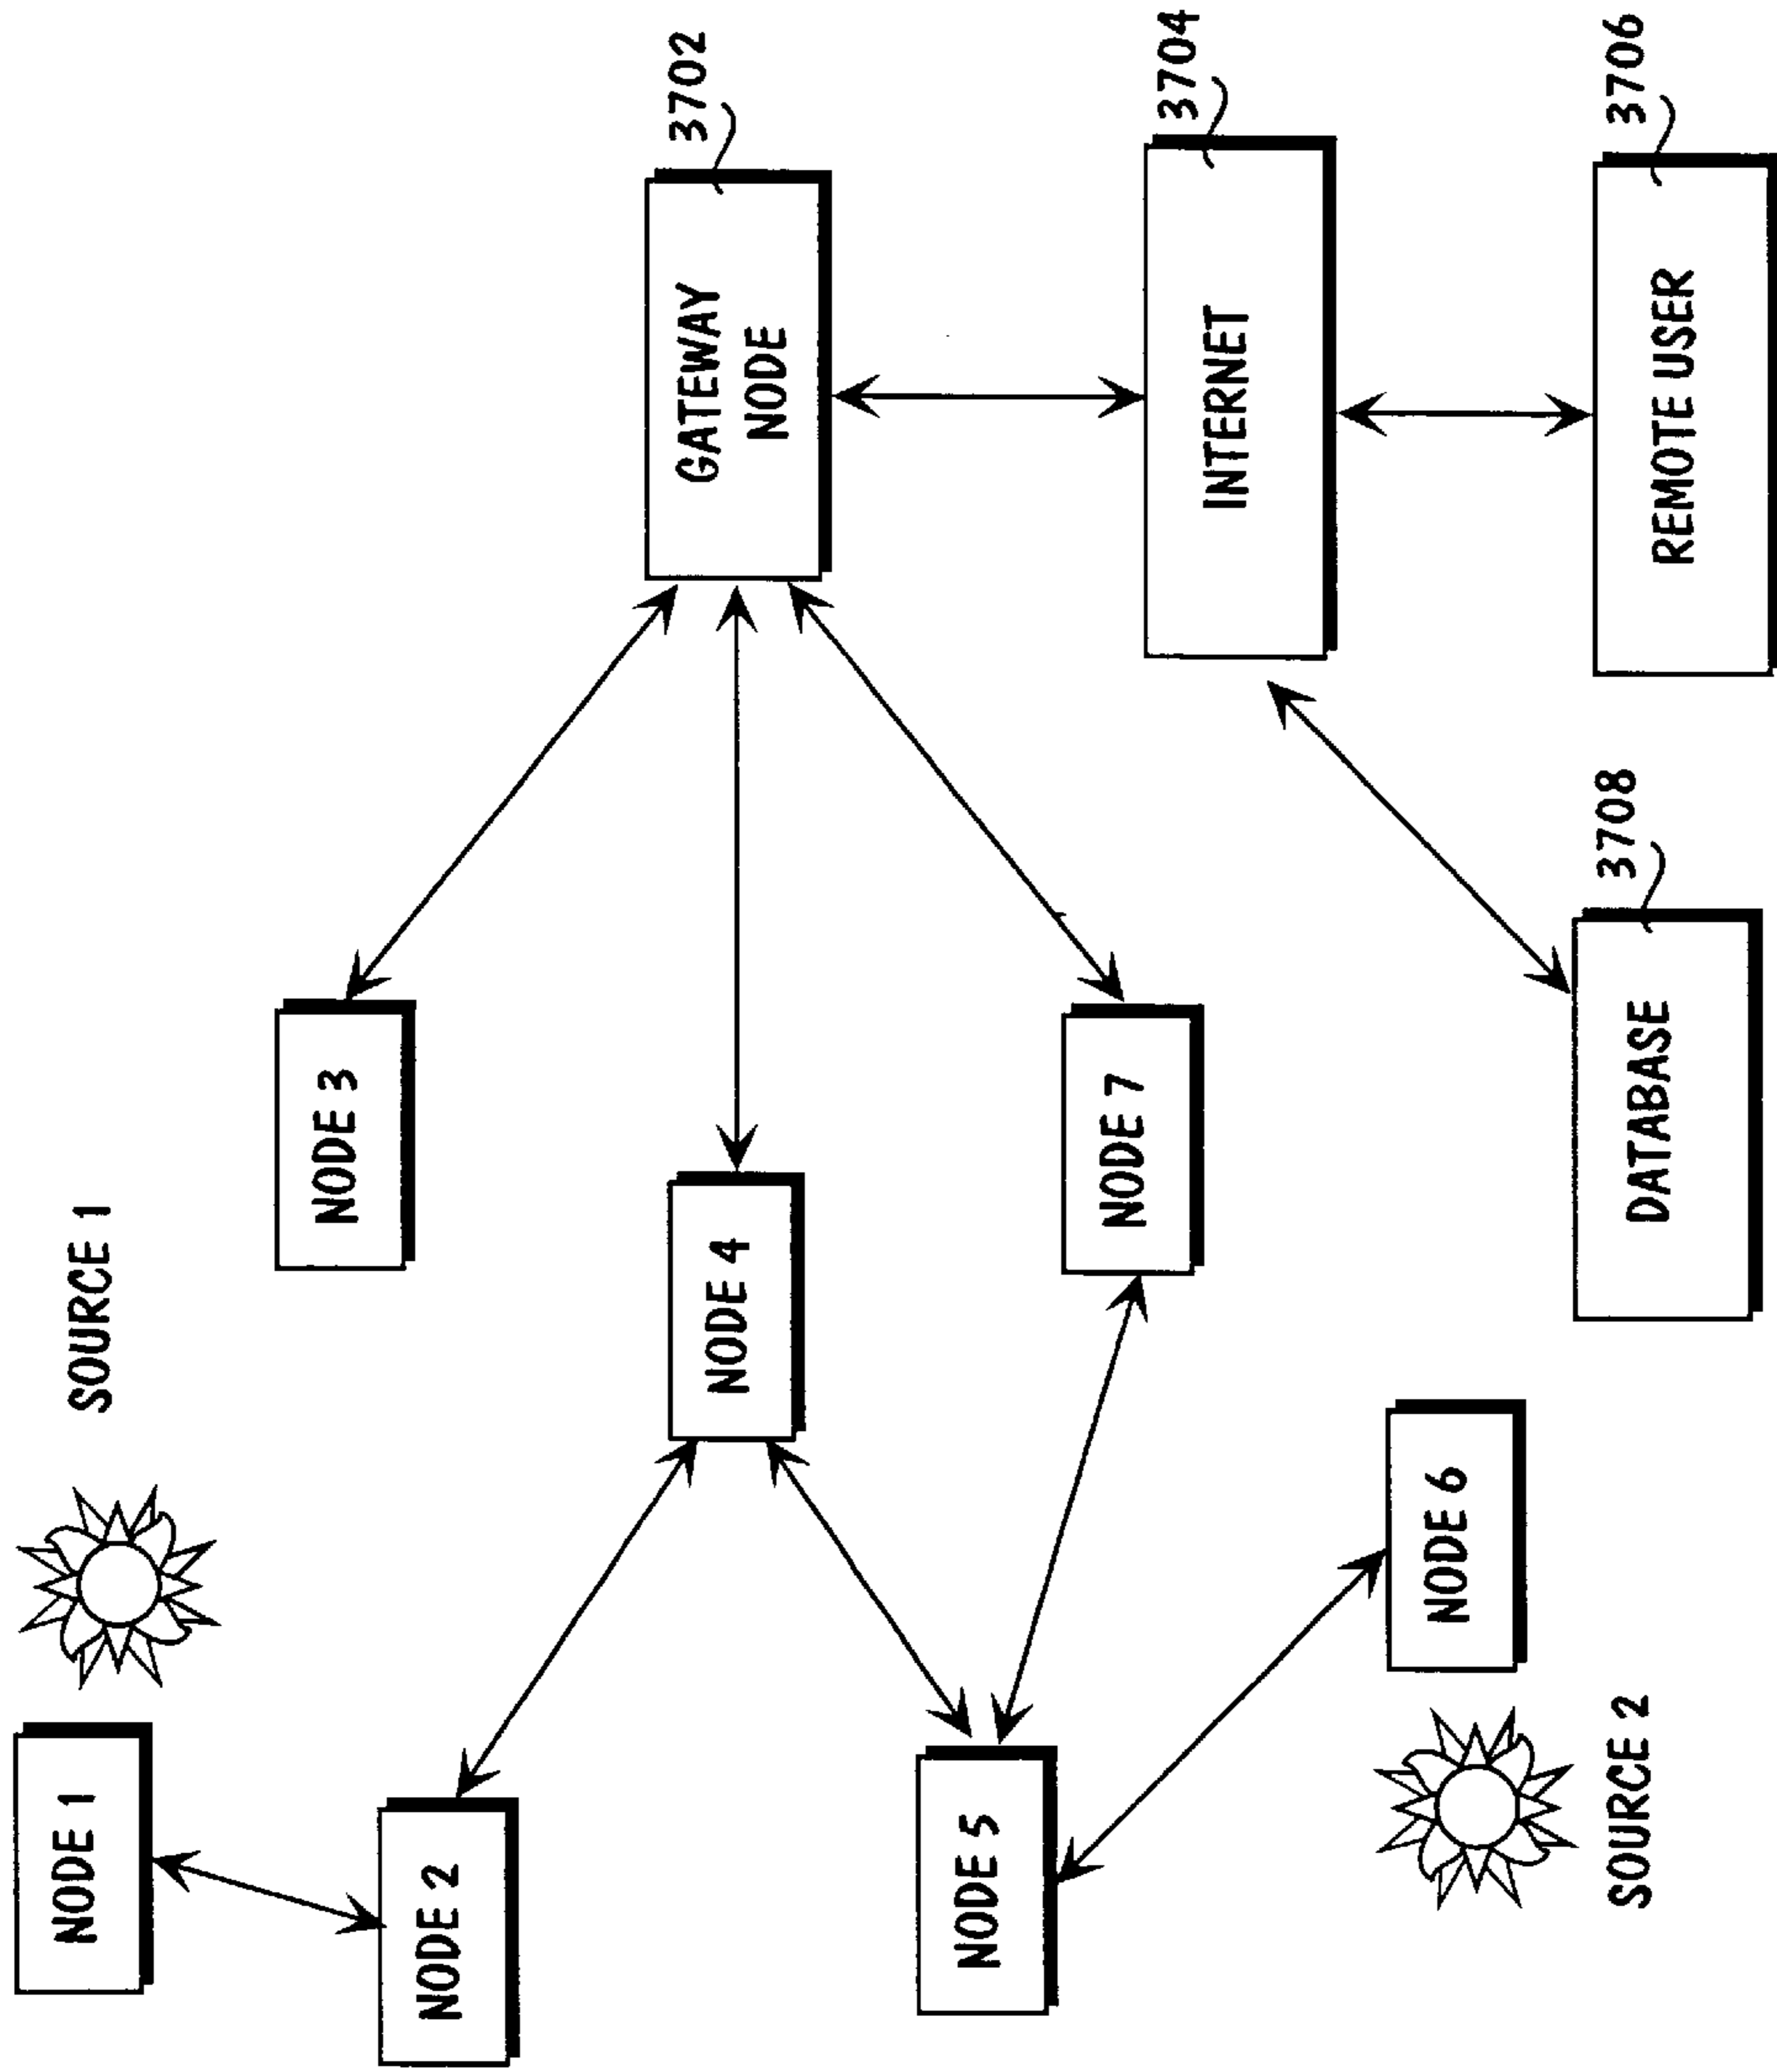 NODE 1
SOURCE 1
NODE 2
NODE 3
NODE 4
GATEWAY
NODE
3702
NODE 5
NODE 7
INTERNET
3704
NODE 6
SOURCE 2
DATABASE
3708
REMOTE USER
3706